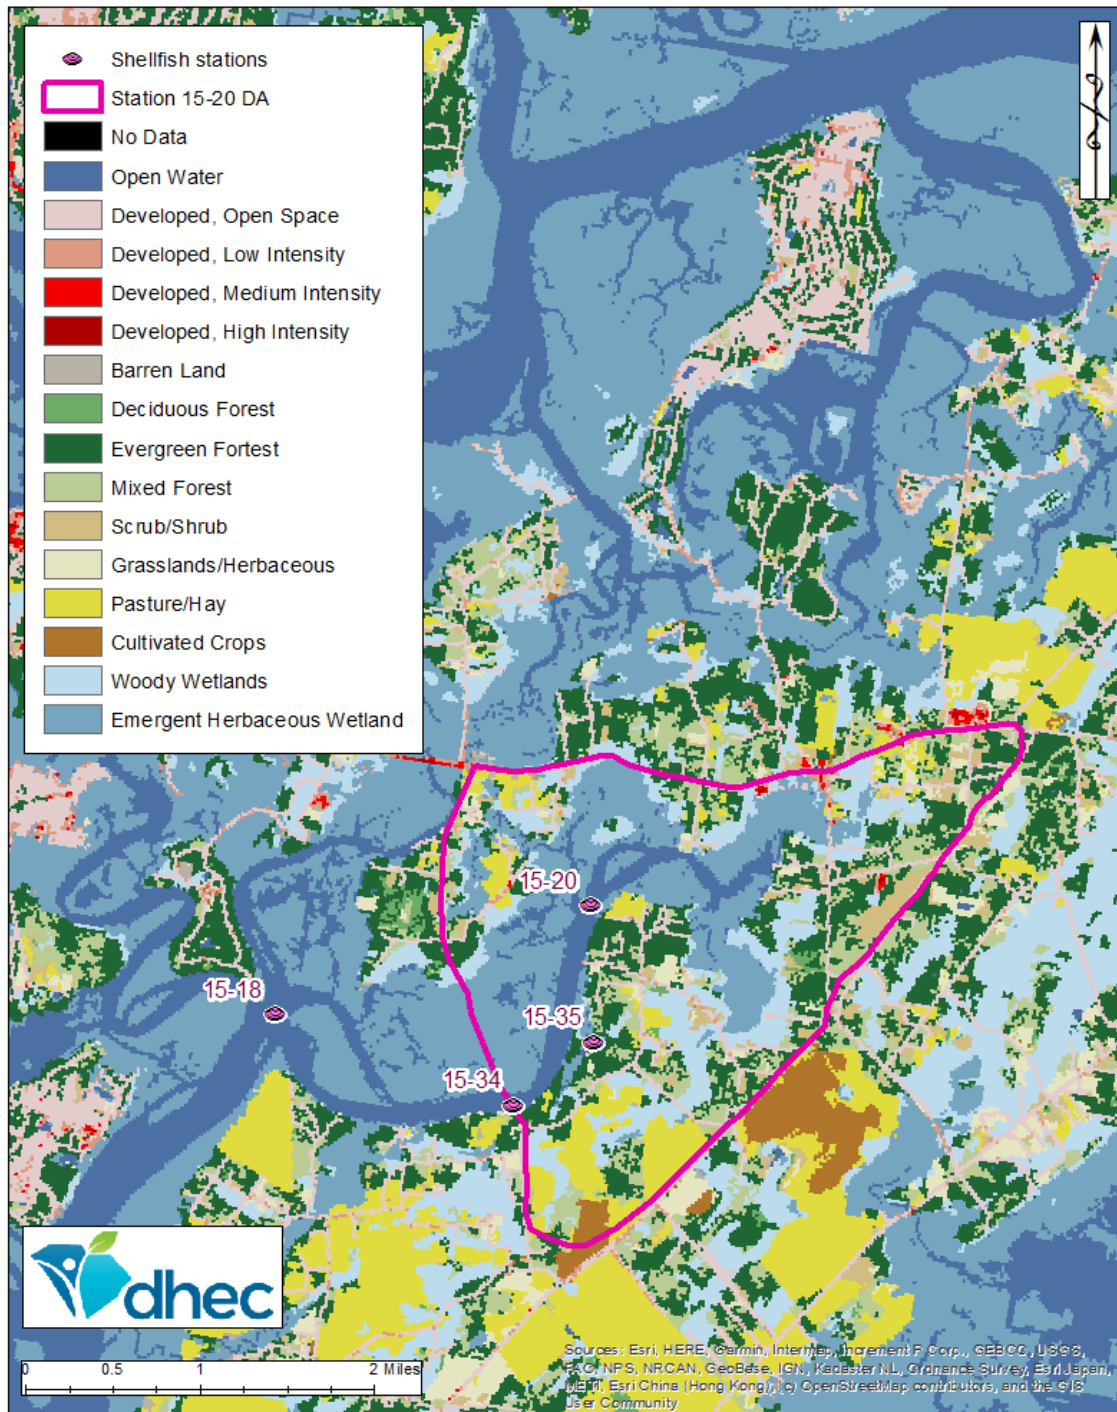 Shellfish stations
Station 15-20 DA
No Data
Open Water
Developed, Open Space
Developed, Low Intensity
Developed, Medium Intensity
Developed, High Intensity
Barren Land
Deciduous Forest
Evergreen Fortest
Mixed Forest
Scrub/Shrub
Grasslands/Herbaceous
Pasture/Hay
Cultivated Crops
Woody Wetlands
Emergent Herbaceous Wetland
15-20
15-18
15-35
15-34
dhec
0 0.5 1 2 Miles
Sources: Esri, HERE, Garmin, Intermap, increment P Corp., GEBCO, USGS,
FAO, NPS, NRCAN, GeoBase, IGN, Kadaster NL, Ordnance Survey, Esri Japan,
METI, Esri China (Hong Kong), (c) OpenStreetMap contributors, and the GIS
User Community